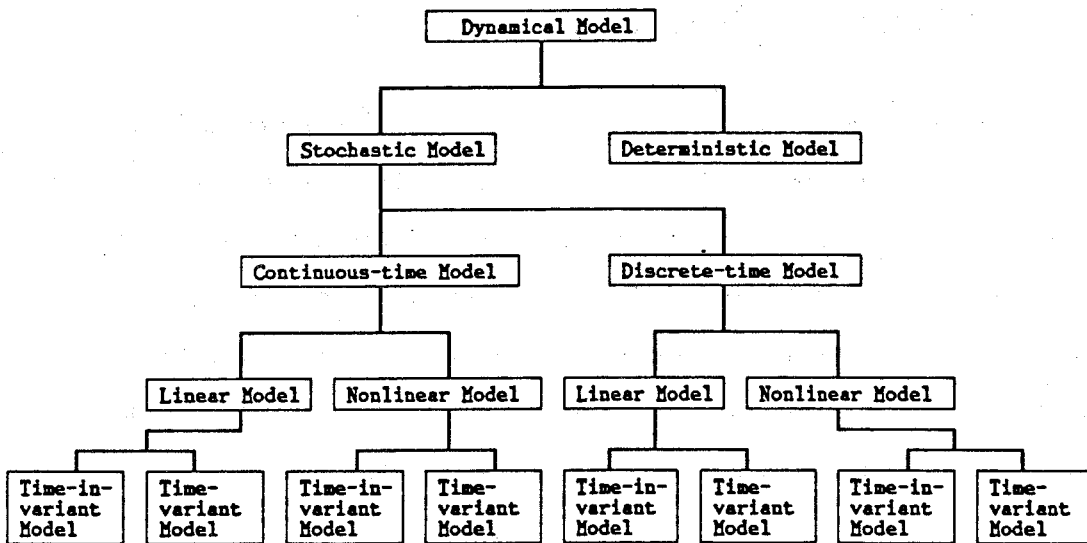 Dynamical Model
Stochastic Model
Deterministic Model
Continuous-time Model
Discrete-time Model
Linear Model
Nonlinear Model
Linear Model
Nonlinear Model
Time-in-
variant
Model
Time-
variant
Model
Time-in-
variant
Model
Time-
variant
Model
Time-in-
variant
Model
Time-
variant
Model
Time-in-
variant
Model
Time-
variant
Model